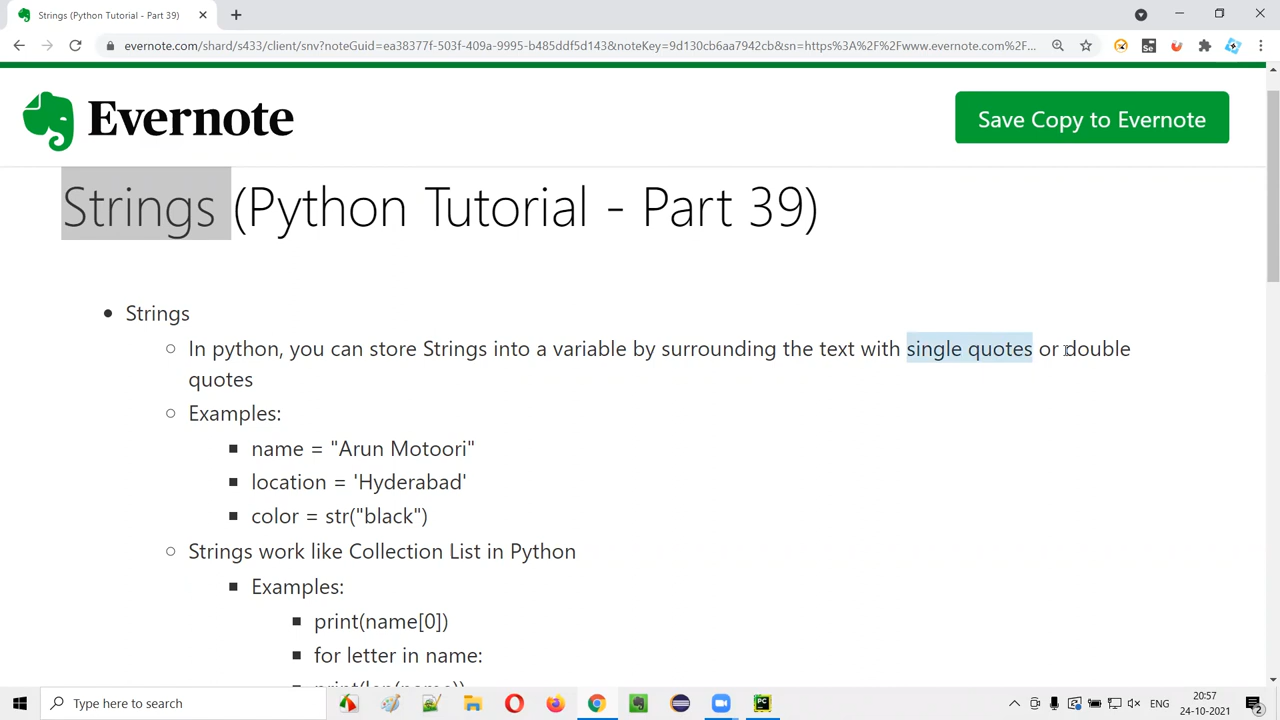 Strings (Python Tutorial - Part 39)
evernote.com/shard/s433/client/snv?noteGuid=ea38377f-503f-409a-9995-b485ddf5d143&noteKey=9d130cb6aa7942cb&sn=https%3A%2F%2Fwww.evernote.com%2F...
Evernote
Save Copy to Evernote
Strings (Python Tutorial - Part 39)
Strings
In python, you can store Strings into a variable by surrounding the text with single quotes or double
quotes
Examples:
name = "Arun Motoori"
location = 'Hyderabad'
color = str("black")
Strings work like Collection List in Python
Examples:
print(name[0])
for letter in name:
print(len(name))
Type here to search
ENG
20:57
24-10-2021
2